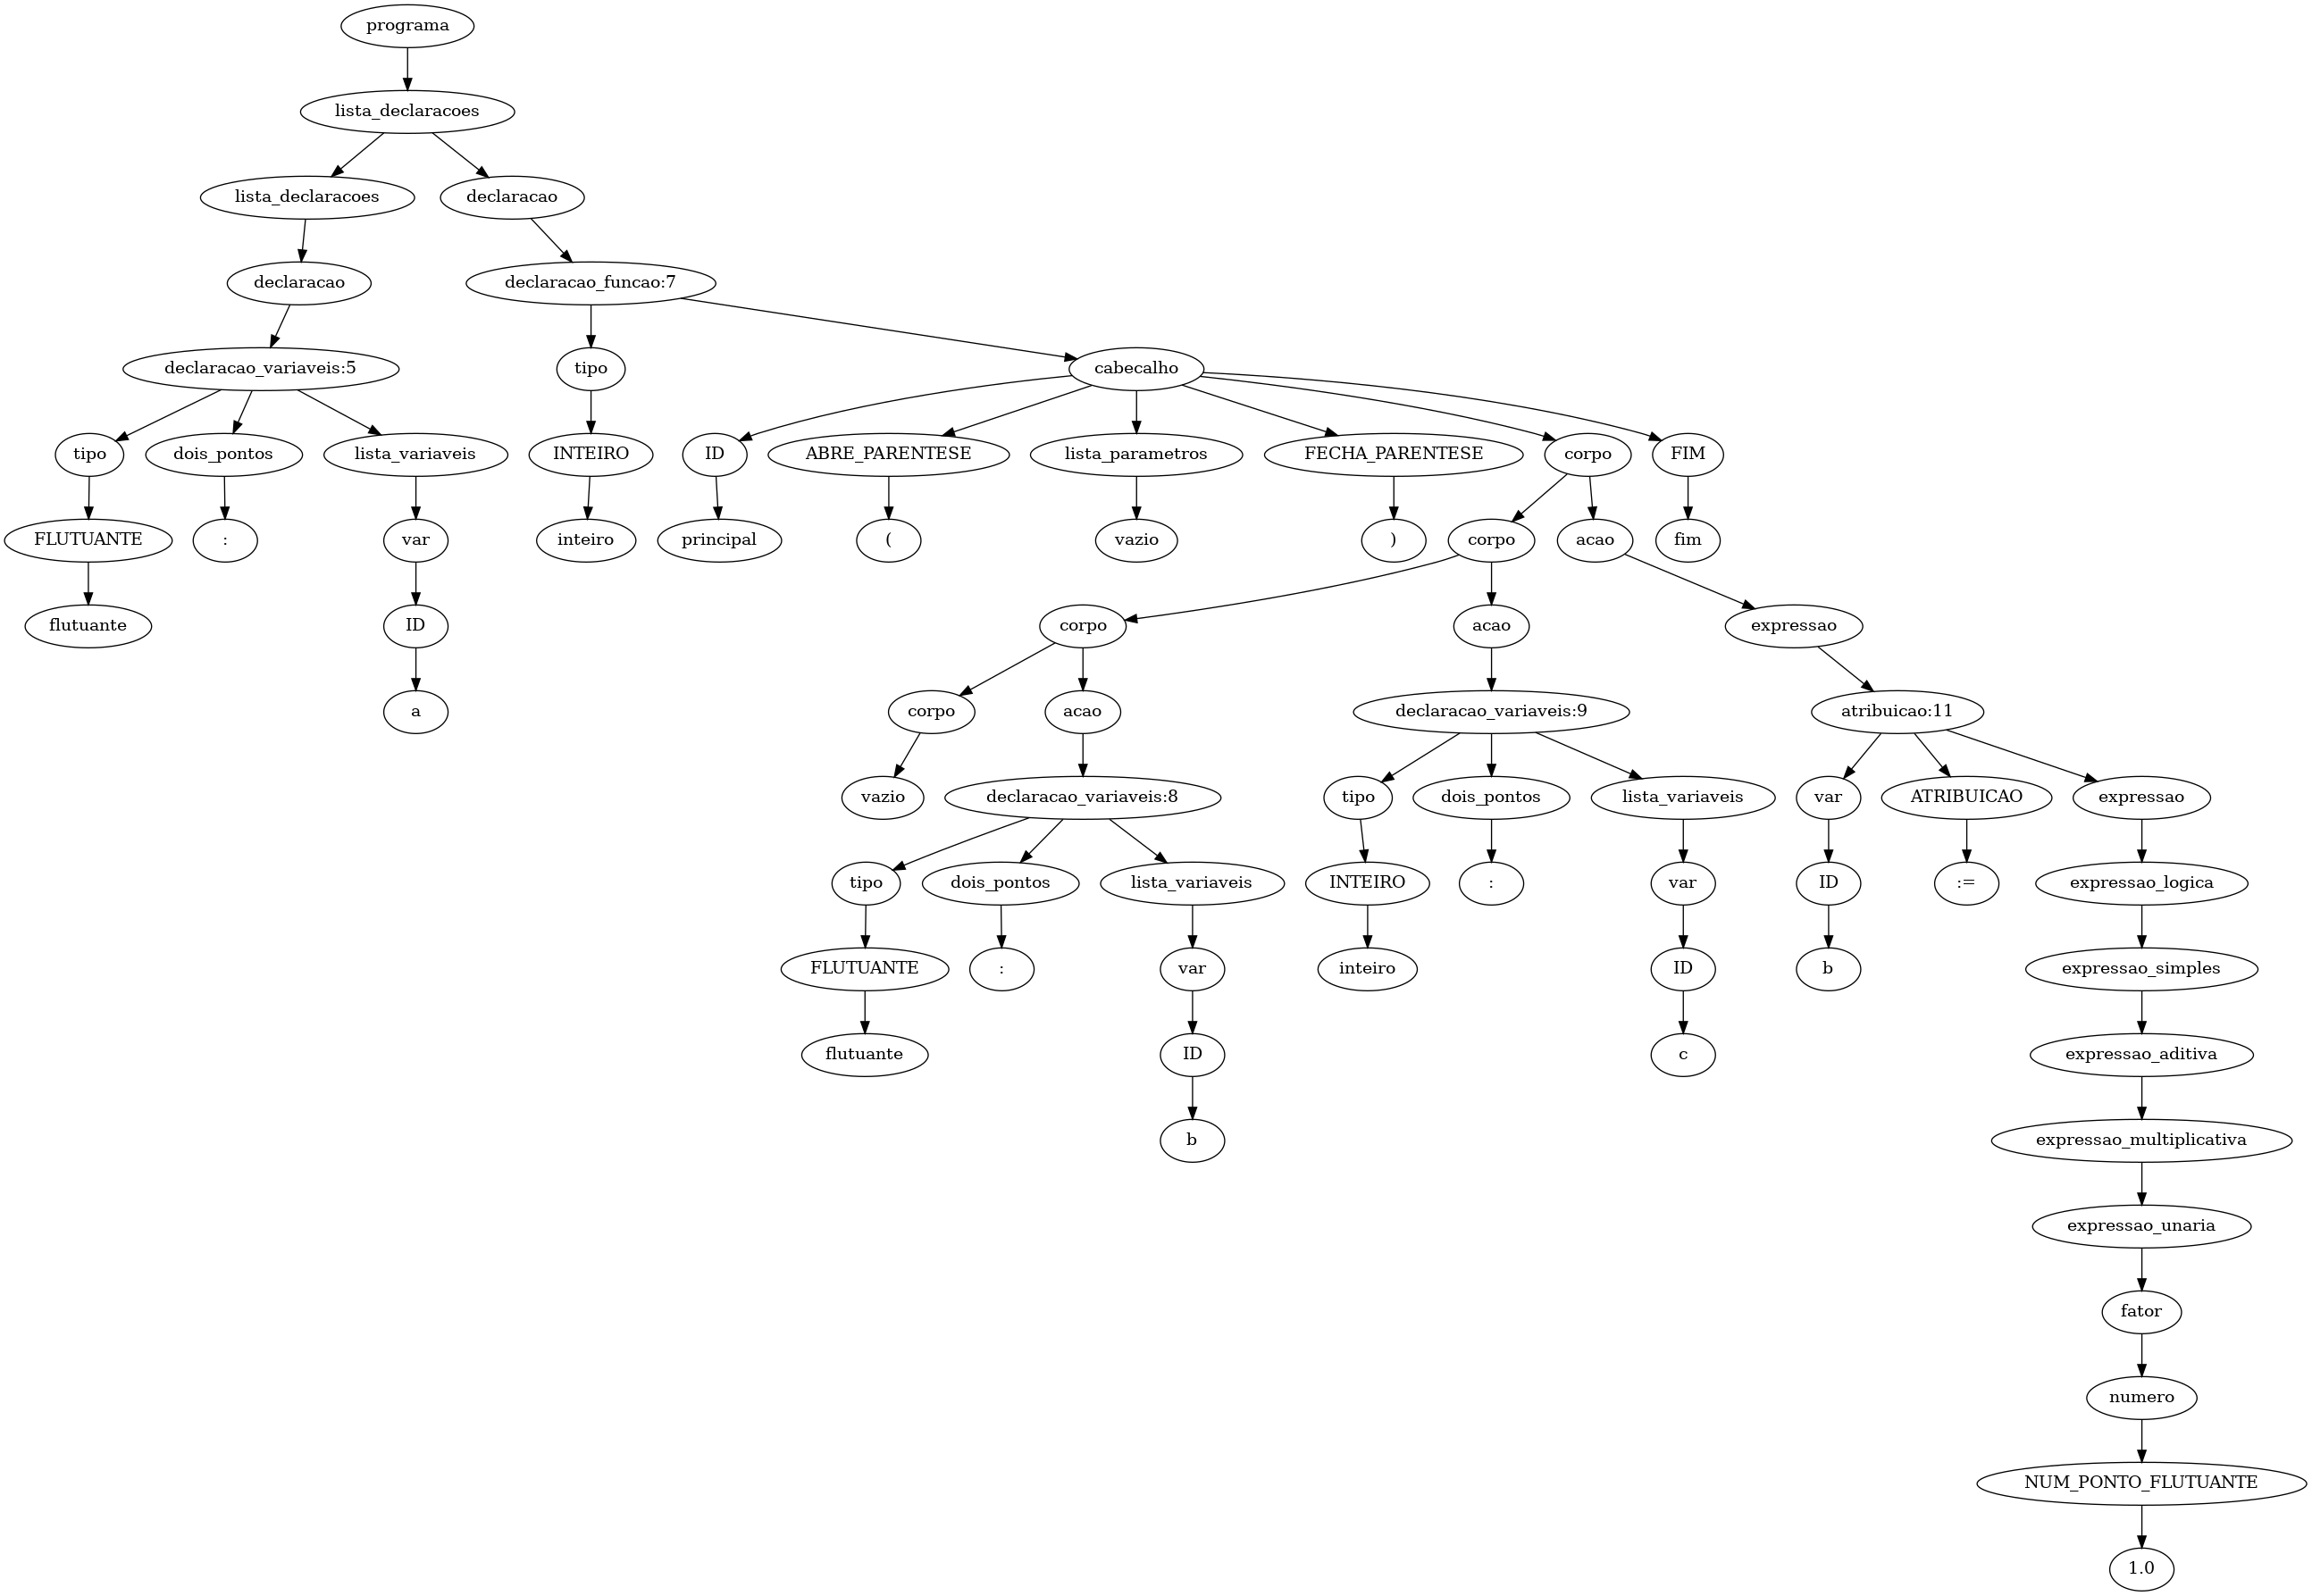 programa
lista_declaracoes
lista_declaracoes declaracao
declaracao declaracao_funcao:7
declaracao_variaveis:5 tipo cabecalho
tipo dois_pontos lista_variaveis INTEIRO ID ABRE_PARENTESE lista_parametros FECHA_PARENTESE corpo FIM
FLUTUANTE : var inteiro principal ( vazio ) corpo acao fim
flutuante ID corpo acao expressao
a corpo acao declaracao_variaveis:9 atribuicao:11
vazio declaracao_variaveis:8 tipo dois_pontos lista_variaveis var ATRIBUICAO expressao
tipo dois_pontos lista_variaveis INTEIRO : var ID := expressao_logica
FLUTUANTE : var inteiro ID b expressao_simples
flutuante ID c expressao_aditiva
b expressao_multiplicativa
expressao_unaria
fator
numero
NUM_PONTO_FLUTUANTE
1.0